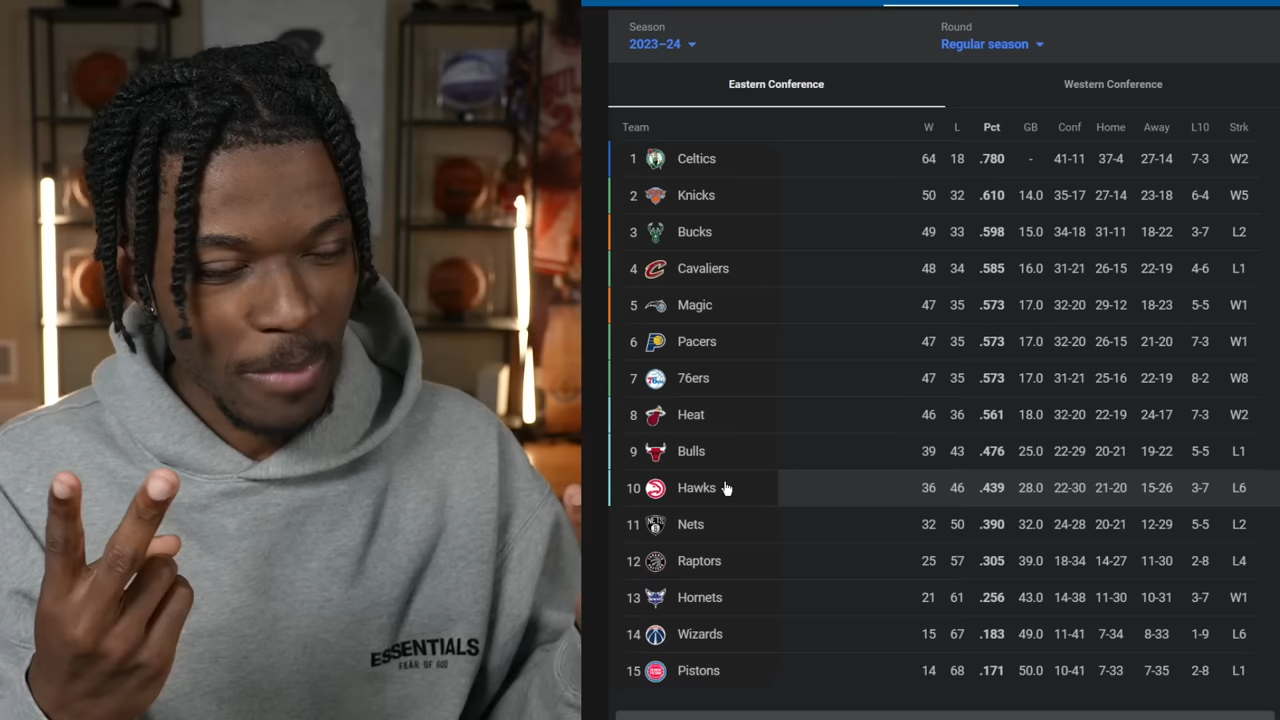 Season
Round
2023–24
Regular season
Eastern Conference
Western Conference
Team W L Pct GB Conf Home Away L10 Strk
1 Celtics 64 18 .780 - 41-11 37-4 27-14 7-3 W2
2 Knicks 50 32 .610 14.0 35-17 27-14 23-18 6-4 W5
3 Bucks 49 33 .598 15.0 34-18 31-11 18-22 3-7 L2
4 Cavaliers 48 34 .585 16.0 31-21 26-15 22-19 4-6 L1
5 Magic 47 35 .573 17.0 32-20 29-12 18-23 5-5 W1
6 Pacers 47 35 .573 17.0 32-20 26-15 21-20 7-3 W1
7 76ers 47 35 .573 17.0 31-21 25-16 22-19 8-2 W8
8 Heat 46 36 .561 18.0 32-20 22-19 24-17 7-3 W2
9 Bulls 39 43 .476 25.0 22-29 20-21 19-22 5-5 L1
10 Hawks 36 46 .439 28.0 22-30 21-20 15-26 3-7 L6
11 Nets 32 50 .390 32.0 24-28 20-21 12-29 5-5 L2
12 Raptors 25 57 .305 39.0 18-34 14-27 11-30 2-8 L4
13 Hornets 21 61 .256 43.0 14-38 11-30 10-31 3-7 W1
14 Wizards 15 67 .183 49.0 11-41 7-34 8-33 1-9 L6
15 Pistons 14 68 .171 50.0 10-41 7-33 7-35 2-8 L1
ESSENTIALS
FEAR OF GOD